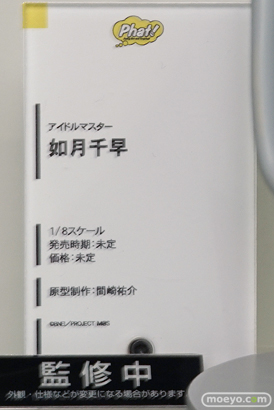 Phat!
アイドルマスター
如月千早
1/8スケール
発売時期:未定
価格:未定
原型制作:間崎祐介
監修中
外観・仕様などが変更になる場合があります
moeyo.com